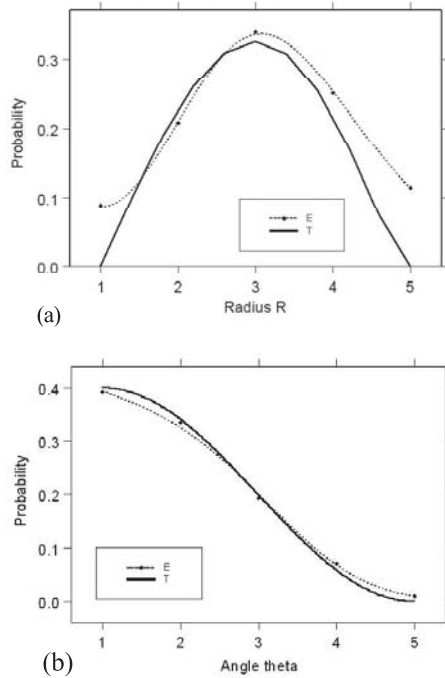 0.3
0.2
0.1
0.0
Probability
E
T
1 2 3 4 5
Radius R
(a)
0.4
0.3
0.2
0.1
0.0
Probability
E
T
1 2 3 4 5
Angle theta
(b)